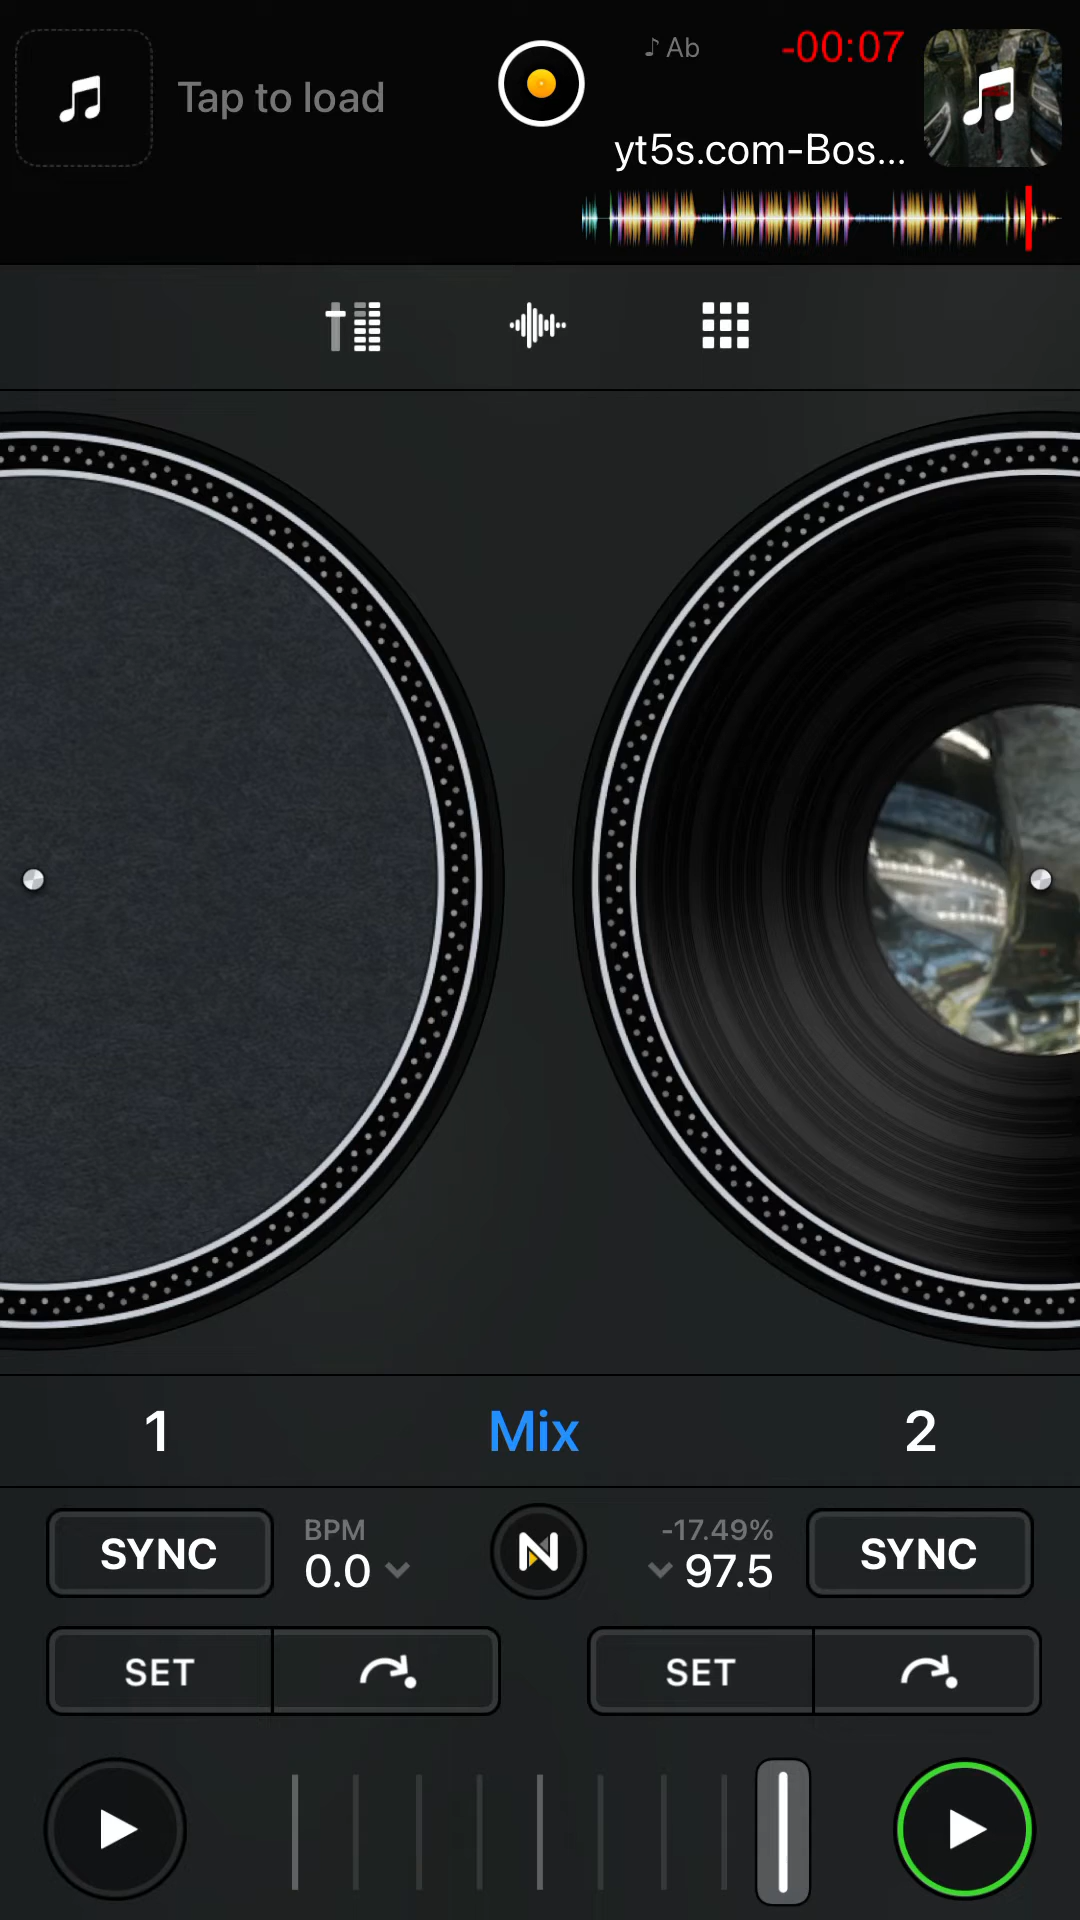 Tap to load
♪ Ab
-00:07
yt5s.com-Bos...
1
Mix
2
SYNC
BPM
0.0
N
-17.49%
97.5
SYNC
SET
SET